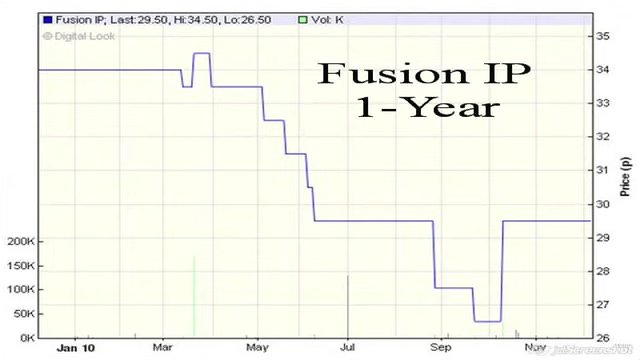 Fusion IP; Last:29.50, Hi:34.50, Lo:26.50 Vol: K
© Digital Look
Fusion IP
1-Year
35
34
33
32
31
30
29
28
27
26
Price (p)
200K
150K
100K
50K
0K
Jan 10 Mar May Jul Sep Nov